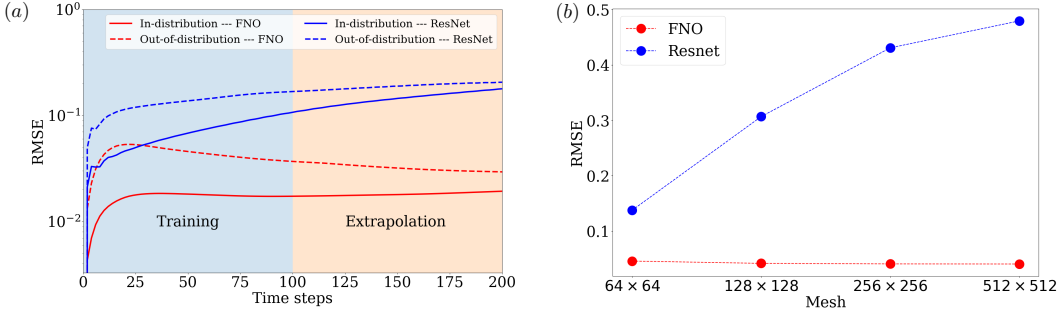 (a)
10⁰
10⁻¹
10⁻²
RMSE
In-distribution --- FNO
Out-of-distribution --- FNO
In-distribution --- ResNet
Out-of-distribution --- ResNet
Training
Extrapolation
0 25 50 75 100 125 150 175 200
Time steps
(b)
0.5
0.4
0.3
0.2
0.1
RMSE
FNO
Resnet
64 × 64 128 × 128 256 × 256 512 × 512
Mesh